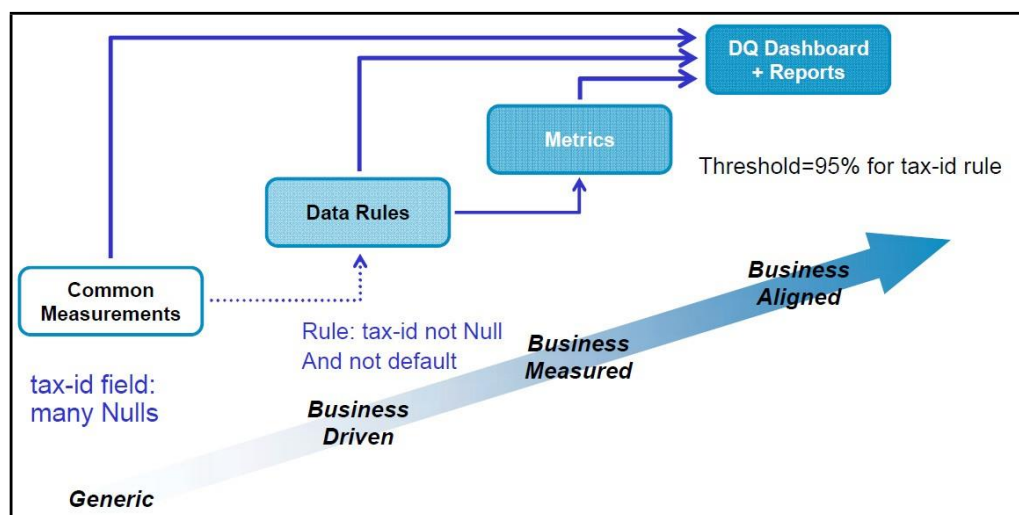 DQ Dashboard
+ Reports
Metrics
Threshold=95% for tax-id rule
Data Rules
Common
Measurements
Rule: tax-id not Null
And not default
tax-id field:
many Nulls
Generic
Business
Driven
Business
Measured
Business
Aligned